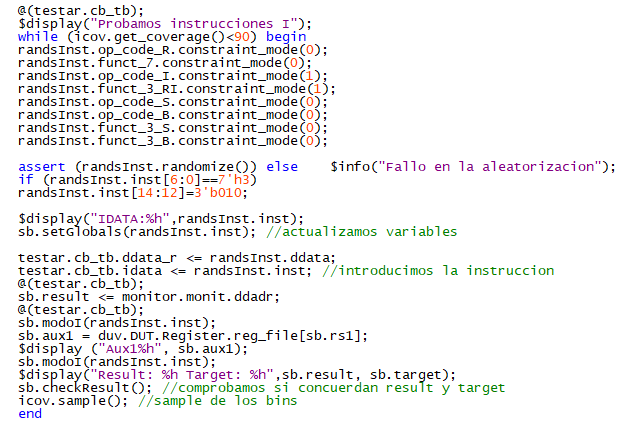 @(testar.cb_tb);
$display("Probamos instrucciones I");
while (icov.get_coverage()<90) begin
randsInst.op_code_R.constraint_mode(0);
randsInst.funct_7.constraint_mode(0);
randsInst.op_code_I.constraint_mode(1);
randsInst.funct_3_RI.constraint_mode(1);
randsInst.op_code_S.constraint_mode(0);
randsInst.op_code_B.constraint_mode(0);
randsInst.funct_3_S.constraint_mode(0);
randsInst.funct_3_B.constraint_mode(0);

assert (randsInst.randomize()) else    $info("Fallo en la aleatorizacion");
if (randsInst.inst[6:0]==7'h3)
randsInst.inst[14:12]=3'b010;

$display("IDATA:%h",randsInst.inst);
sb.setGlobals(randsInst.inst); //actualizamos variables

testar.cb_tb.ddata_r <= randsInst.ddata;
testar.cb_tb.idata <= randsInst.inst; //introducimos la instruccion
@(testar.cb_tb);
sb.result <= monitor.monit.ddadr;
@(testar.cb_tb);
sb.modoI(randsInst.inst);
sb.aux1 = duv.DUT.Register.reg_file[sb.rs1];
$display ("Aux1%h", sb.aux1);
sb.modoI(randsInst.inst);
$display("Result: %h Target: %h",sb.result, sb.target);
sb.checkResult(); //comprobamos si concuerdan result y target
icov.sample(); //sample de los bins
end